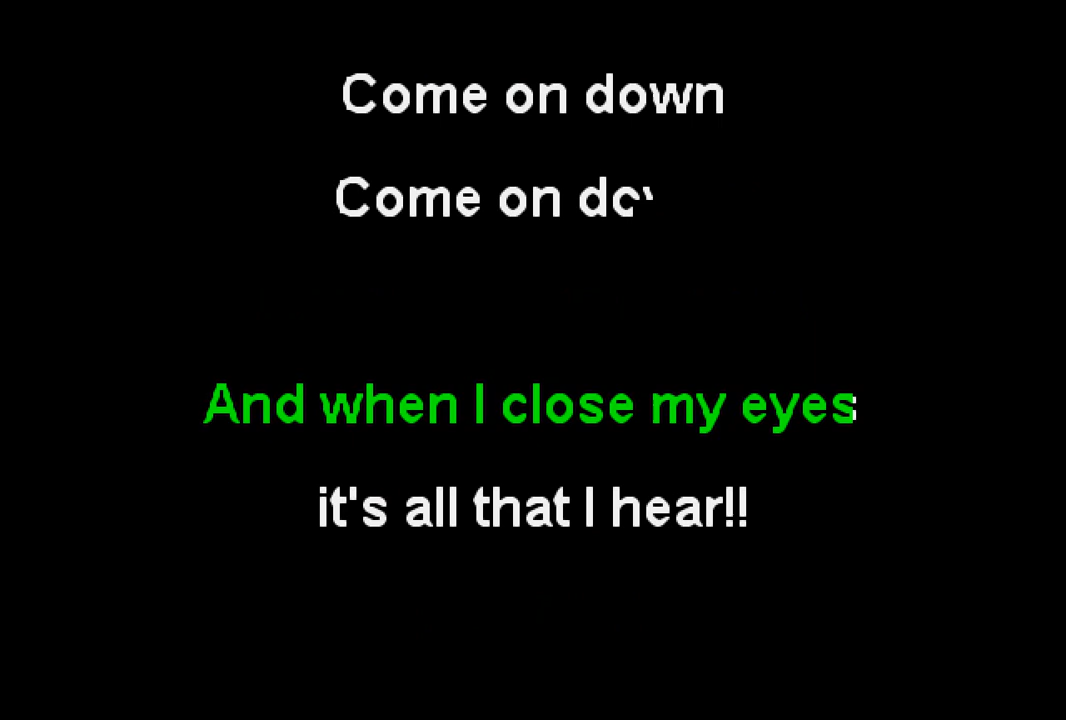 Come on down
Come on
And when I close my eyes
it's all that I hear!!